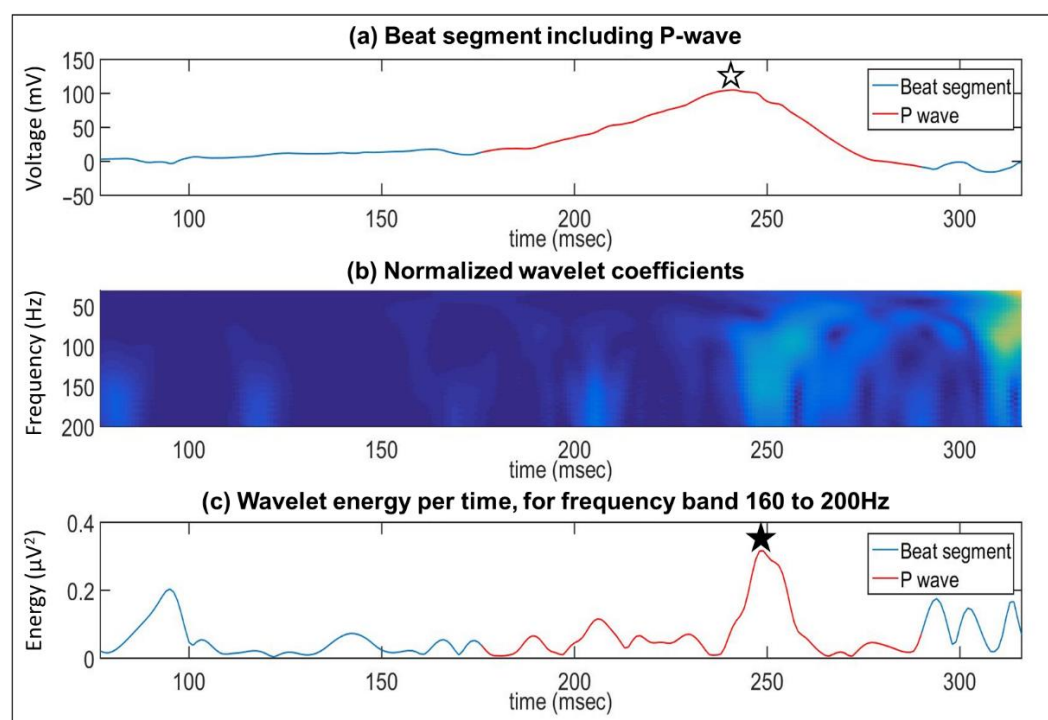 (a) Beat segment including P-wave
Voltage (mV)
150
100
50
0
−50
Beat segment
P wave
100 150 200 250 300
time (msec)
(b) Normalized wavelet coefficients
Frequency (Hz)
50
100
150
200
100 150 200 250 300
time (msec)
(c) Wavelet energy per time, for frequency band 160 to 200Hz
Energy (µV²)
0.4
0.2
0
Beat segment
P wave
100 150 200 250 300
time (msec)